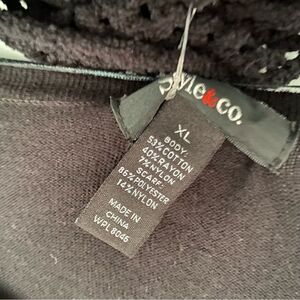 Style&co.
XL
BODY:
53%COTTON
40%RAYON
7%NYLON
SCARF:
86%POLYESTER
14%NYLON
MADE IN
CHINA
WPL 8046